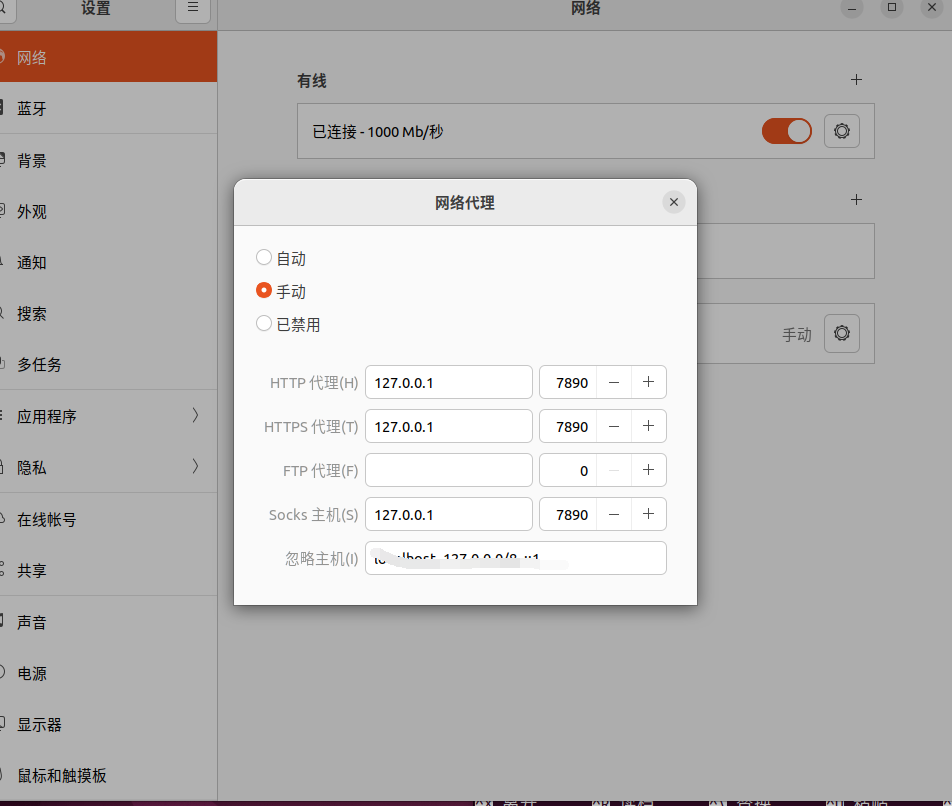 设置
网络
网络
蓝牙
背景
外观
通知
搜索
多任务
应用程序
隐私
在线帐号
共享
声音
电源
显示器
鼠标和触摸板
有线
已连接 - 1000 Mb/秒
手动
网络代理
自动
手动
已禁用
HTTP 代理(H) 127.0.0.1 7890 − +
HTTPS 代理(T) 127.0.0.1 7890 − +
FTP 代理(F) 0 − +
Socks 主机(S) 127.0.0.1 7890 − +
忽略主机(I)